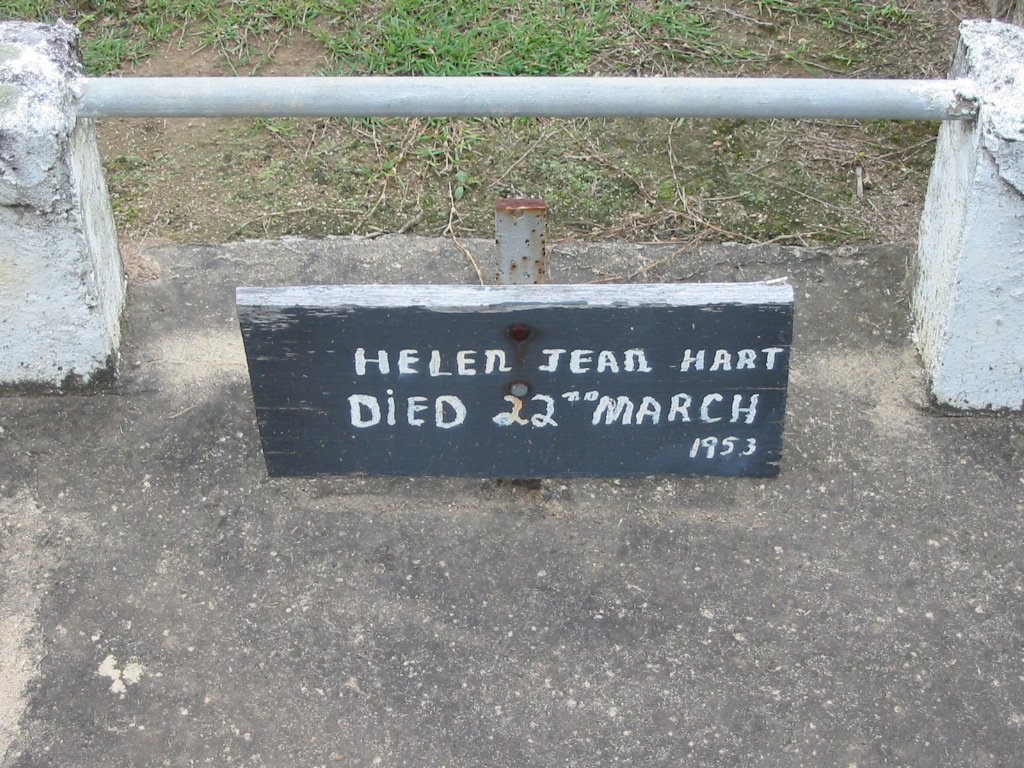 HELEN JEAN HART
DiED 22ND MARCH
1953